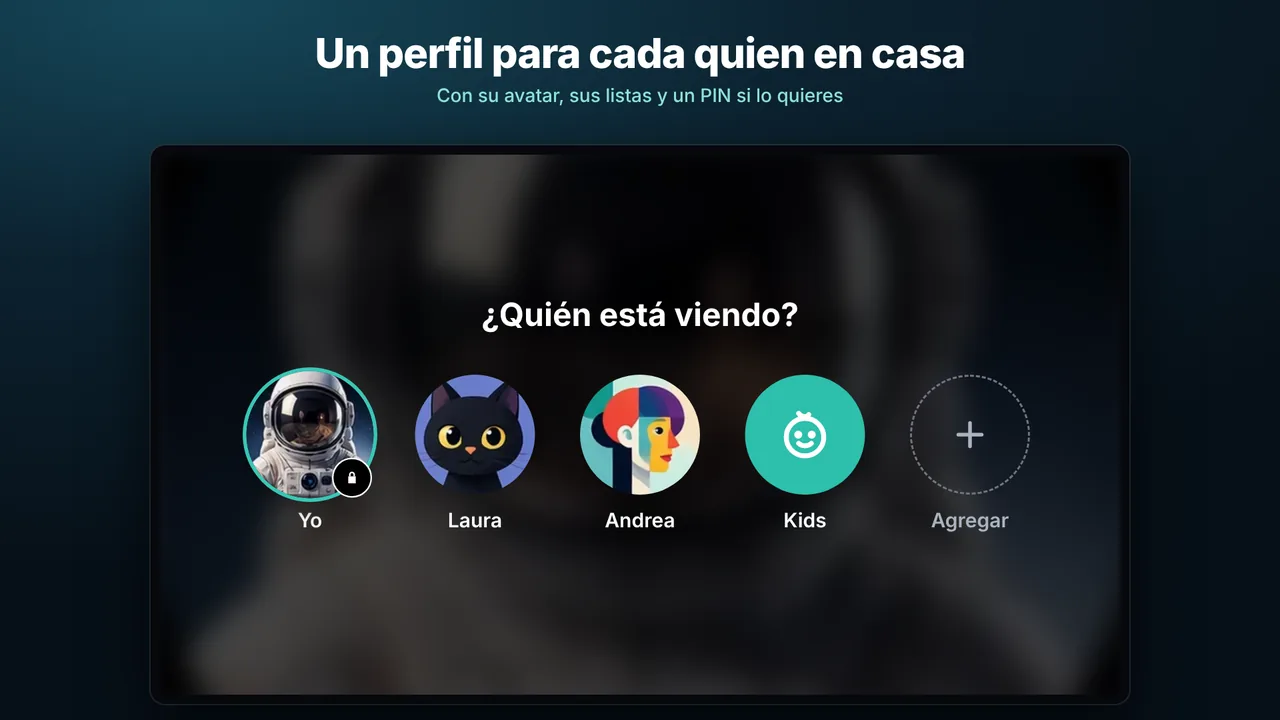 Un perfil para cada quien en casa
Con su avatar, sus listas y un PIN si lo quieres
¿Quién está viendo?
Yo
Laura
Andrea
Kids
Agregar